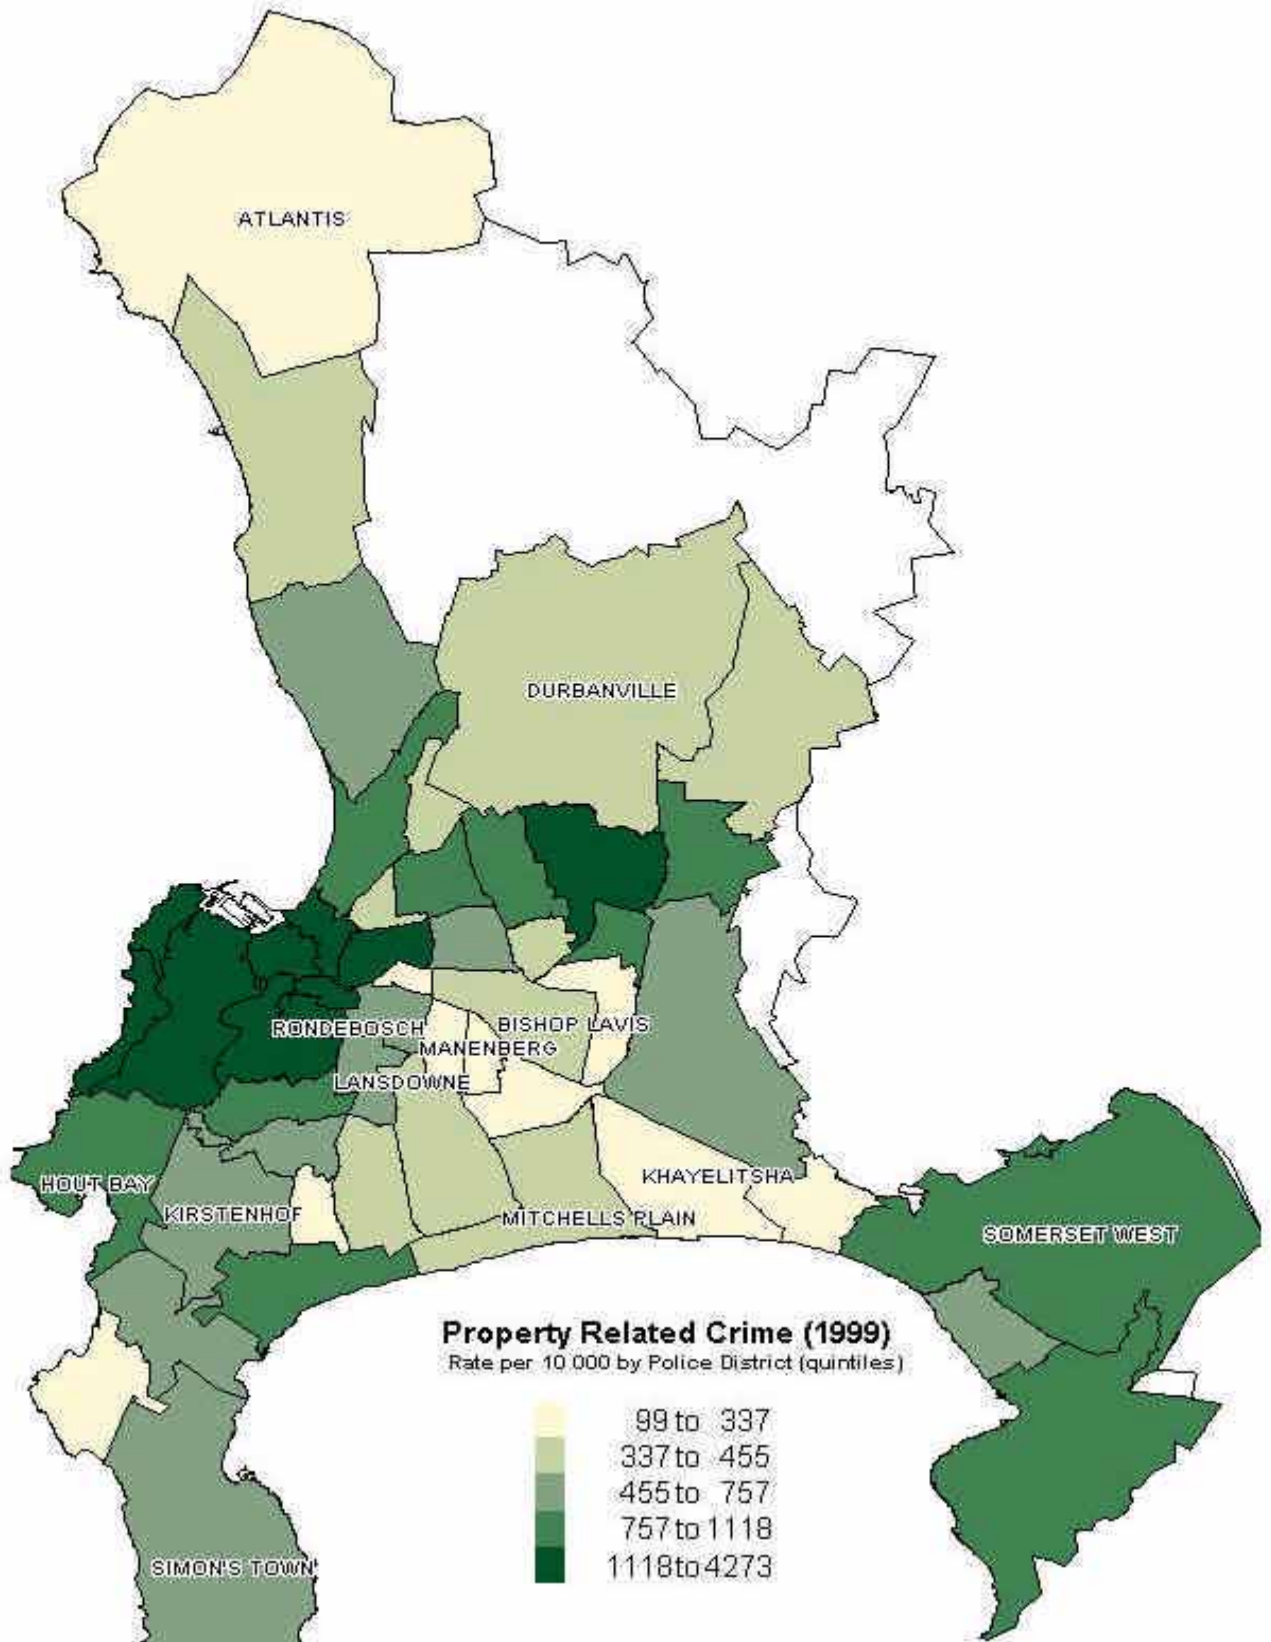 ATLANTIS
DURBANVILLE
RONDEBOSCH
BISHOP LAVIS
MANENBERG
LANSDOWNE
HOUT BAY
KHAYELITSHA
KIRSTENHOF
MITCHELLS PLAIN
SOMERSET WEST
Property Related Crime (1999)
Rate per 10 000 by Police District (quintiles)
99 to 337
337 to 455
455 to 757
757 to 1118
1118 to 4273
SIMON'S TOWN